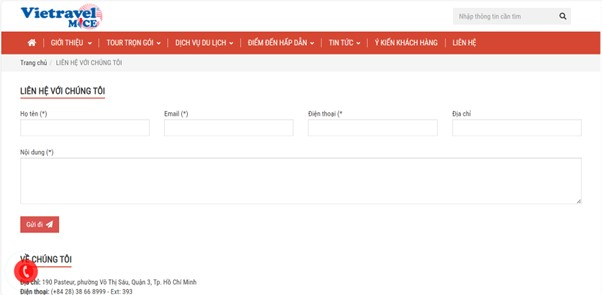 Vietravel
MICE
Nhập thông tin cần tìm
GIỚI THIỆU
TOUR TRỌN GÓI
DỊCH VỤ DU LỊCH
ĐIỂM ĐẾN HẤP DẪN
TIN TỨC
Ý KIẾN KHÁCH HÀNG
LIÊN HỆ
Trang chủ / LIÊN HỆ VỚI CHÚNG TÔI
LIÊN HỆ VỚI CHÚNG TÔI
Họ tên (*)
Email (*)
Điện thoại (*
Địa chỉ
Nội dung (*)
Gửi đi
VỀ CHÚNG TÔI
Địa chỉ: 190 Pasteur, phường Võ Thị Sáu, Quận 3, Tp. Hồ Chí Minh
Điện thoại: (+84 28) 38 66 8999 - Ext: 393